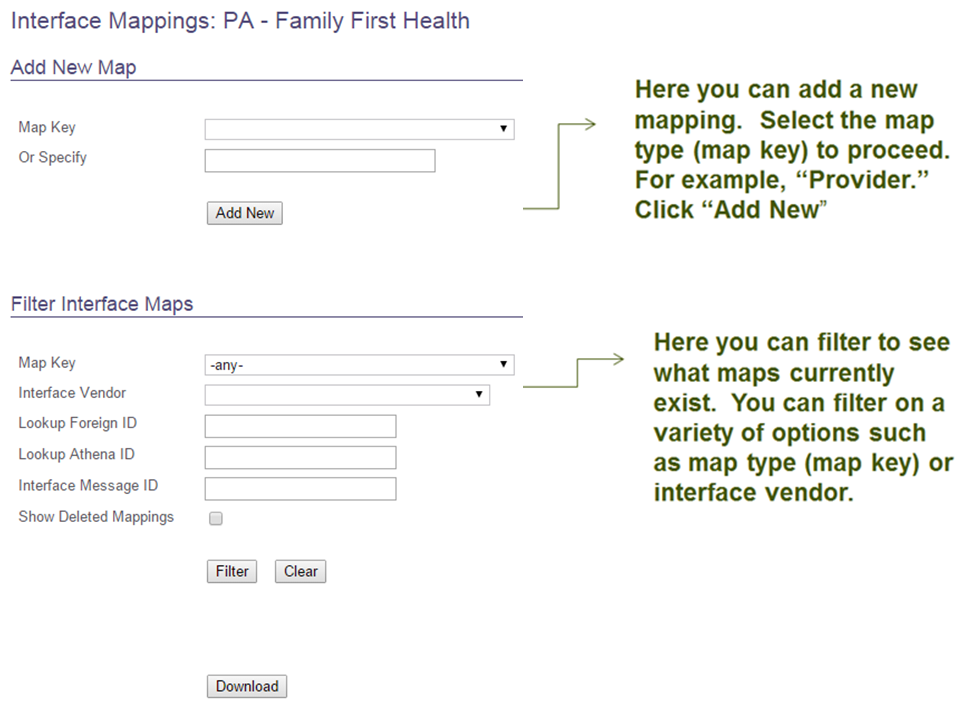 Interface Mappings: PA - Family First Health
Add New Map
Map Key
Or Specify
Add New
Here you can add a new
mapping.  Select the map
type (map key) to proceed.
For example, “Provider.”
Click “Add New”
Filter Interface Maps
Map Key
-any-
Interface Vendor
Lookup Foreign ID
Lookup Athena ID
Interface Message ID
Show Deleted Mappings
Filter
Clear
Here you can filter to see
what maps currently
exist.  You can filter on a
variety of options such
as map type (map key) or
interface vendor.
Download